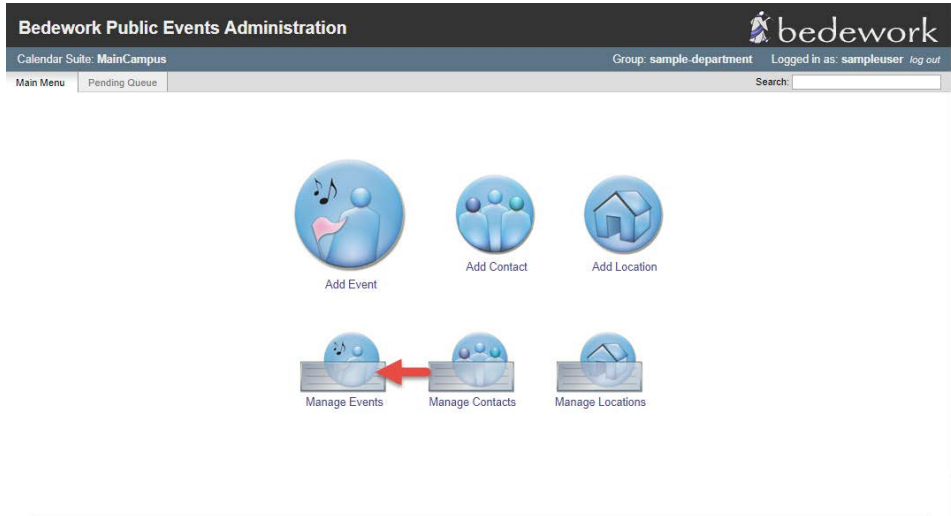 Bedework Public Events Administration
bedework
Calendar Suite: MainCampus
Group: sample-department Logged in as: sampleuser log out
Main Menu Pending Queue
Search:
Add Event
Add Contact
Add Location
Manage Events
Manage Contacts
Manage Locations